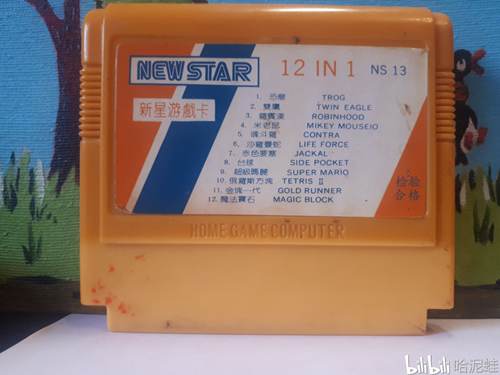 NEW STAR
12 IN 1 NS 13
新星遊戲卡
1. 恐龍 TROG
2. 雙鷹 TWIN EAGLE
3. 羅賓漢 ROBINHOOD
4. 米老鼠 MIKEY MOUSEIO
5. 魂斗羅 CONTRA
6. 沙羅曼蛇 LIFE FORCE
7. 赤色要塞 JACKAL
8. 台球 SIDE POCKET
9. 超級瑪麗 SUPER MARIO
10. 俄羅斯方塊 TETRIS II
11. 金塊一代 GOLD RUNNER
12. 魔法寶石 MAGIC BLOCK
检验
合格
HOME GAME COMPUTER
bilibili 哈泥蛙